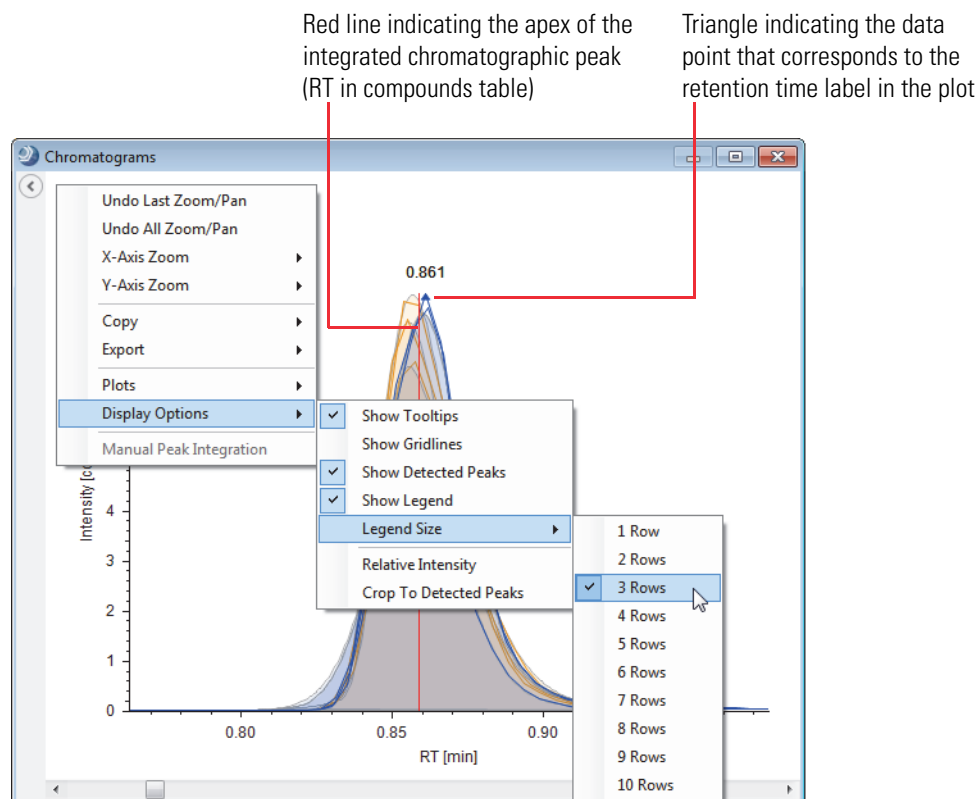 Red line indicating the apex of the
integrated chromatographic peak
(RT in compounds table)
Triangle indicating the data
point that corresponds to the
retention time label in the plot
Chromatograms
Undo Last Zoom/Pan
Undo All Zoom/Pan
X-Axis Zoom
Y-Axis Zoom
Copy
Export
Plots
Display Options
Manual Peak Integration
Show Tooltips
Show Gridlines
Show Detected Peaks
Show Legend
Legend Size
Relative Intensity
Crop To Detected Peaks
1 Row
2 Rows
3 Rows
4 Rows
5 Rows
6 Rows
7 Rows
8 Rows
9 Rows
10 Rows
0.861
Intensity
4
3
2
1
0
0.80
0.85
0.90
RT [min]